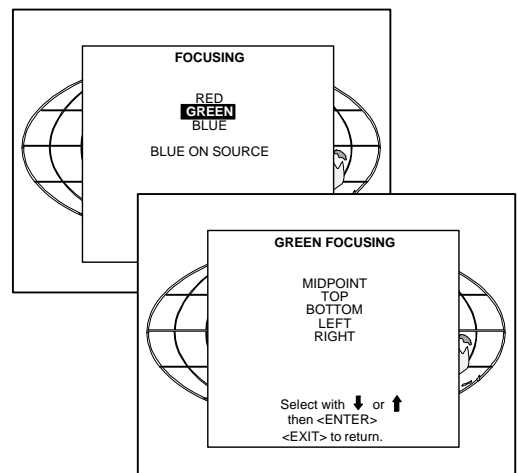 FOCUSING
RED
GREEN
BLUE
BLUE ON SOURCE
GREEN FOCUSING
MIDPOINT
TOP
BOTTOM
LEFT
RIGHT
Select with ⬇ or ⬆
then <ENTER>
<EXIT> to return.